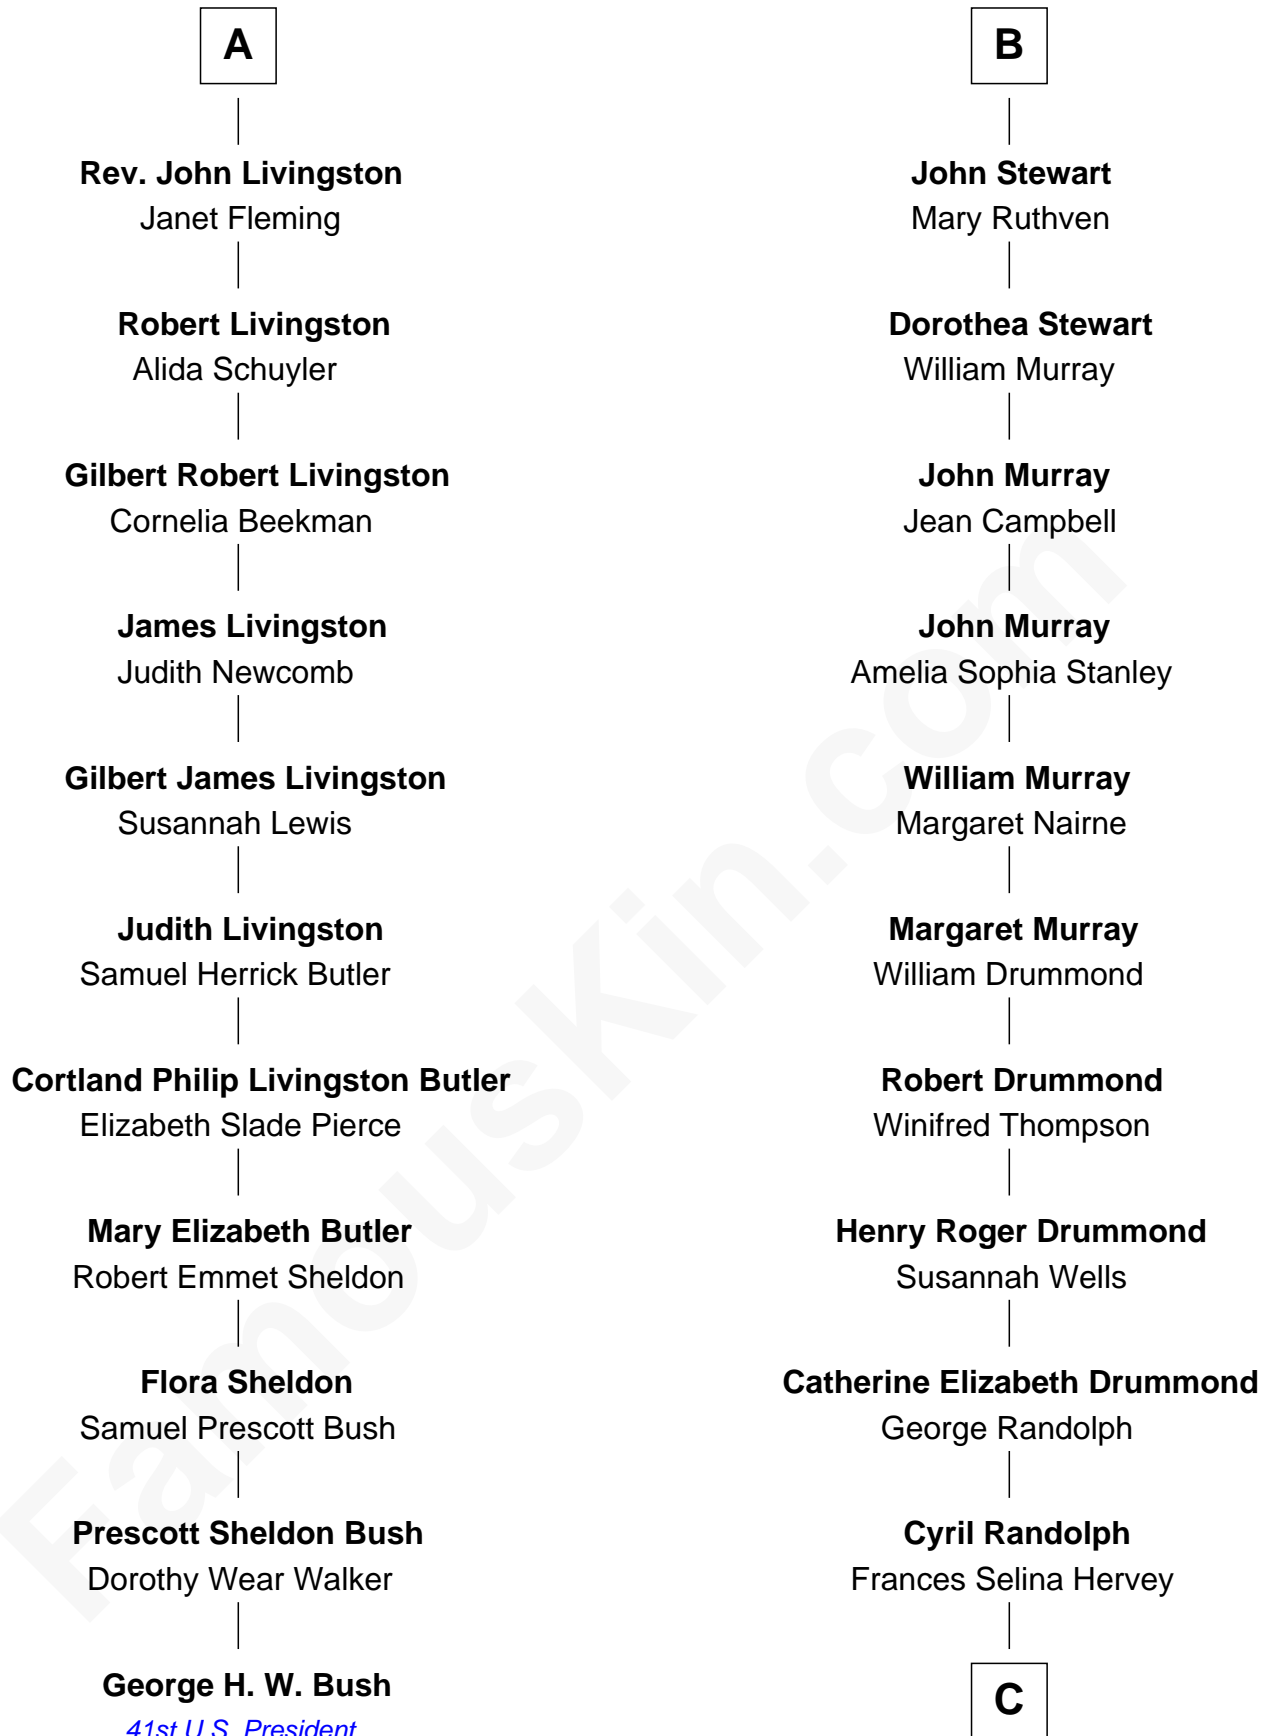 A
Rev. John Livingston
Janet Fleming
Robert Livingston
Alida Schuyler
Gilbert Robert Livingston
Cornelia Beekman
James Livingston
Judith Newcomb
Gilbert James Livingston
Susannah Lewis
Judith Livingston
Samuel Herrick Butler
Cortland Philip Livingston Butler
Elizabeth Slade Pierce
Mary Elizabeth Butler
Robert Emmet Sheldon
Flora Sheldon
Samuel Prescott Bush
Prescott Sheldon Bush
Dorothy Wear Walker
George H. W. Bush
41st U.S. President
B
John Stewart
Mary Ruthven
Dorothea Stewart
William Murray
John Murray
Jean Campbell
John Murray
Amelia Sophia Stanley
William Murray
Margaret Nairne
Margaret Murray
William Drummond
Robert Drummond
Winifred Thompson
Henry Roger Drummond
Susannah Wells
Catherine Elizabeth Drummond
George Randolph
Cyril Randolph
Frances Selina Hervey
C
FamousKin.com